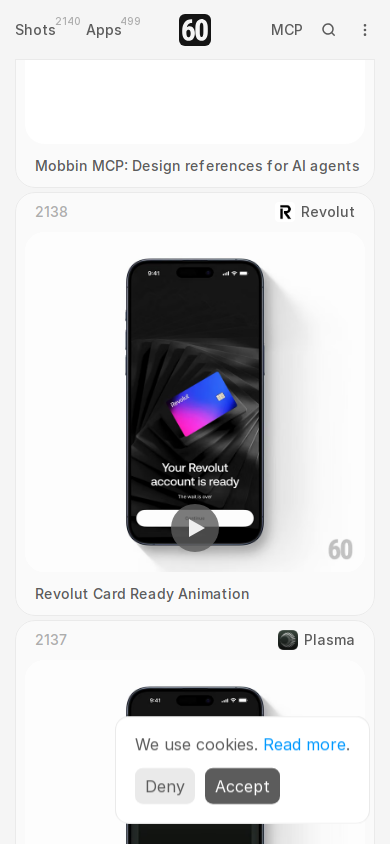 Shots 2140 Apps 499 60 MCP
Mobbin MCP: Design references for AI agents
2138 Revolut
9:41
Revolut
Your Revolut
account is ready
The wait is over
60
Revolut Card Ready Animation
2137 Plasma
9:41
We use cookies. Read more.
Deny Accept